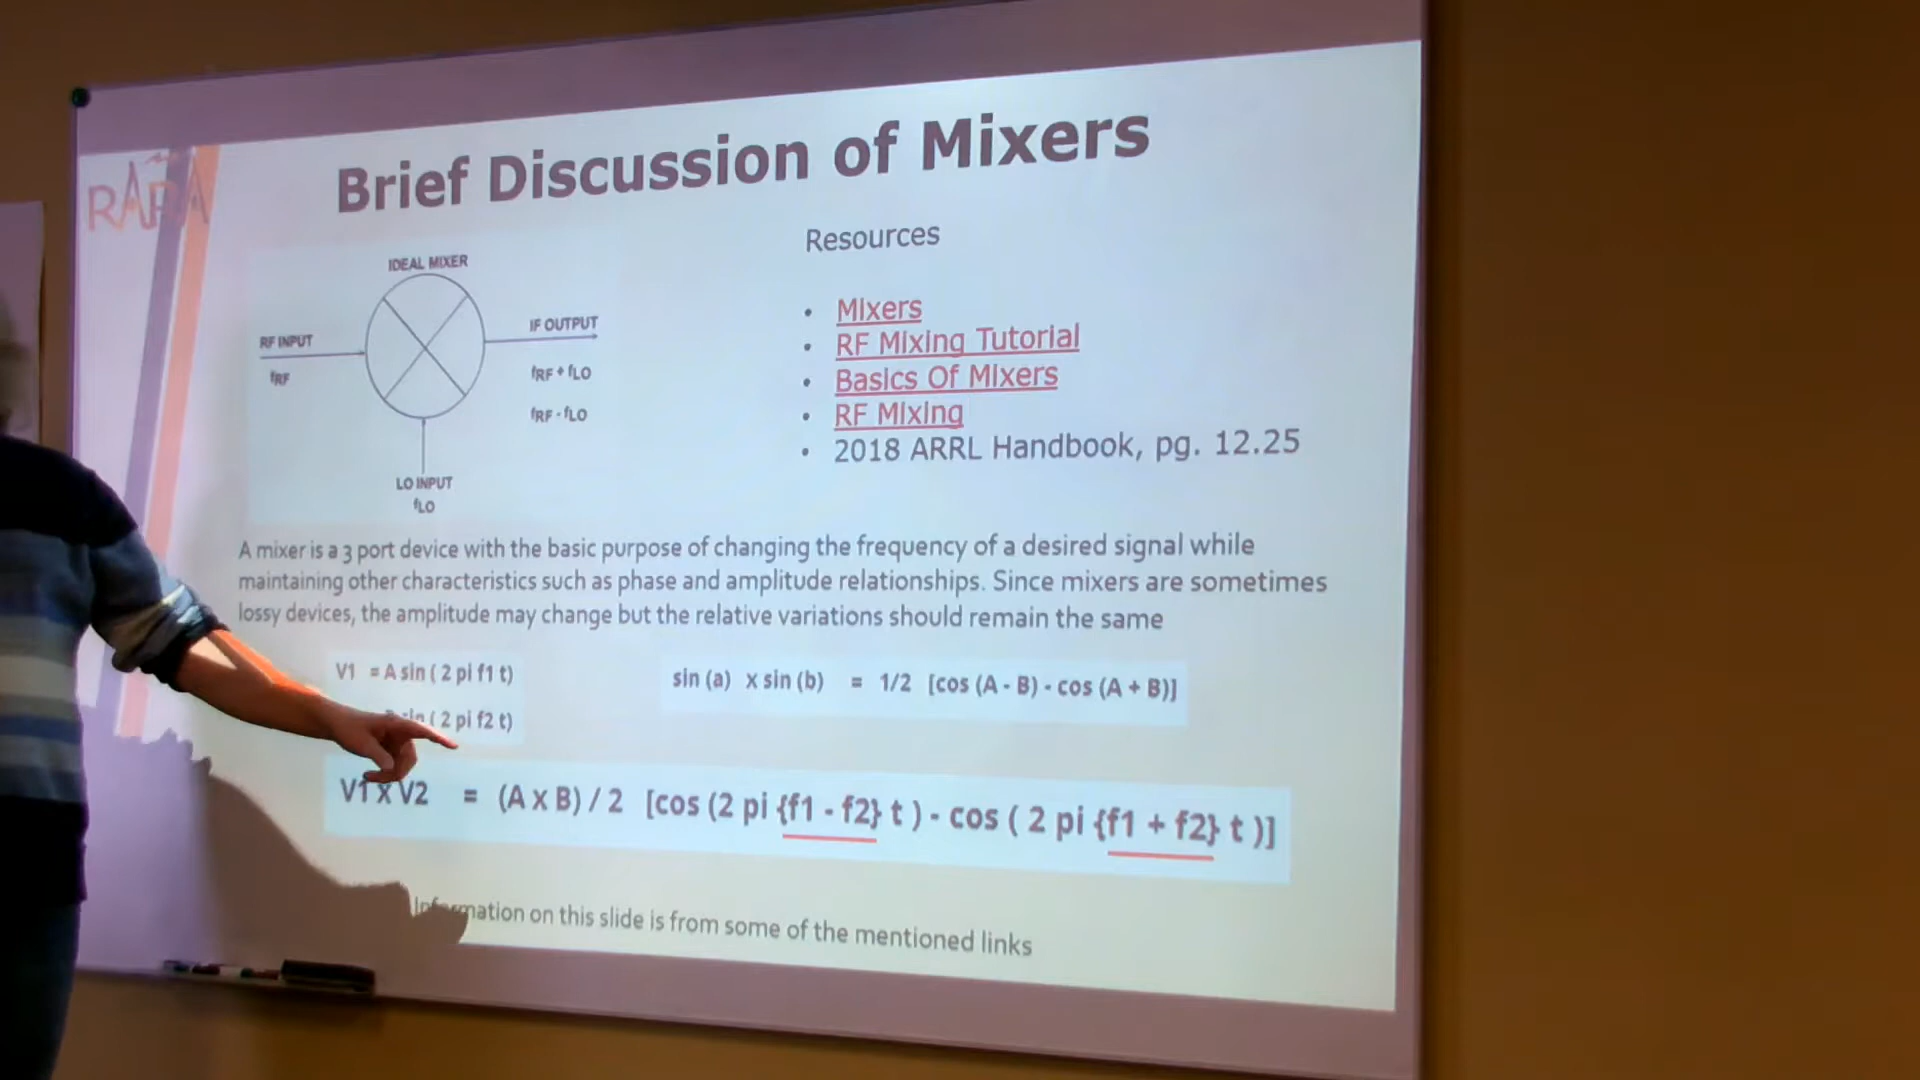 RARA
Brief Discussion of Mixers
IDEAL MIXER
RF INPUT
fRF
IF OUTPUT
fRF + fLO
fRF - fLO
LO INPUT
fLO
Resources
• Mixers
• RF Mixing Tutorial
• Basics Of Mixers
• RF Mixing
• 2018 ARRL Handbook, pg. 12.25
A mixer is a 3 port device with the basic purpose of changing the frequency of a desired signal while
maintaining other characteristics such as phase and amplitude relationships. Since mixers are sometimes
lossy devices, the amplitude may change but the relative variations should remain the same
V1 = A sin ( 2 pi f1 t)
sin ( 2 pi f2 t)
sin (a) x sin (b) = 1/2 [cos (A - B) - cos (A + B)]
V1 x V2 = (A x B) / 2 [cos (2 pi {f1 - f2} t ) - cos ( 2 pi {f1 + f2} t )]
Information on this slide is from some of the mentioned links